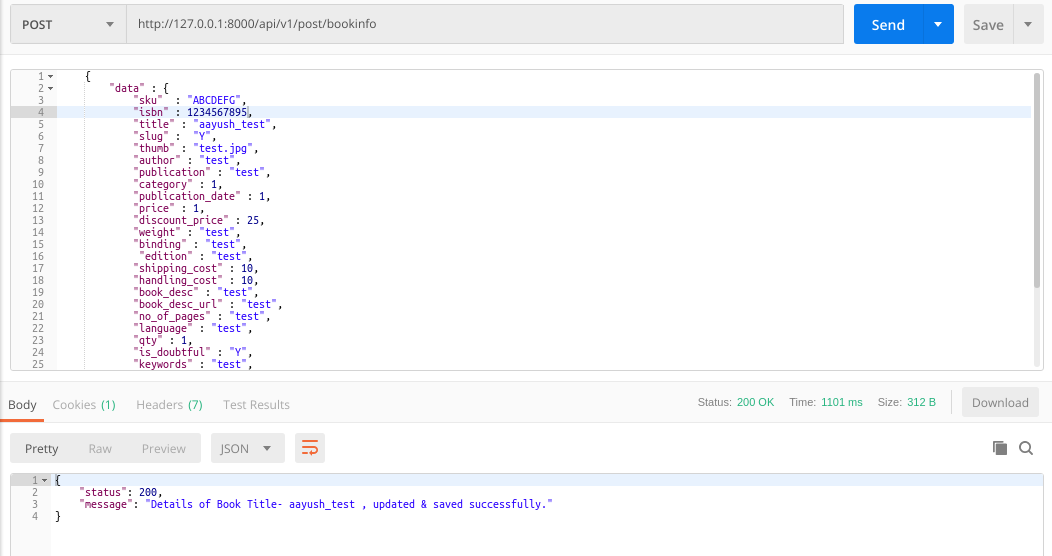 POST http://127.0.0.1:8000/api/v1/post/bookinfo Send Save
1 {
2 "data" : {
3 "sku" : "ABCDEFG",
4 "isbn" : 1234567895,
5 "title" : "aayush_test",
6 "slug" : "Y",
7 "thumb" : "test.jpg",
8 "author" : "test",
9 "publication" : "test",
10 "category" : 1,
11 "publication_date" : 1,
12 "price" : 1,
13 "discount_price" : 25,
14 "weight" : "test",
15 "binding" : "test",
16 "edition" : "test",
17 "shipping_cost" : 10,
18 "handling_cost" : 10,
19 "book_desc" : "test",
20 "book_desc_url" : "test",
21 "no_of_pages" : "test",
22 "language" : "test",
23 "qty" : 1,
24 "is_doubtful" : "Y",
25 "keywords" : "test",
Body Cookies (1) Headers (7) Test Results Status: 200 OK Time: 1101 ms Size: 312 B Download
Pretty Raw Preview JSON
1 {
2 "status": 200,
3 "message": "Details of Book Title- aayush_test , updated & saved successfully."
4 }